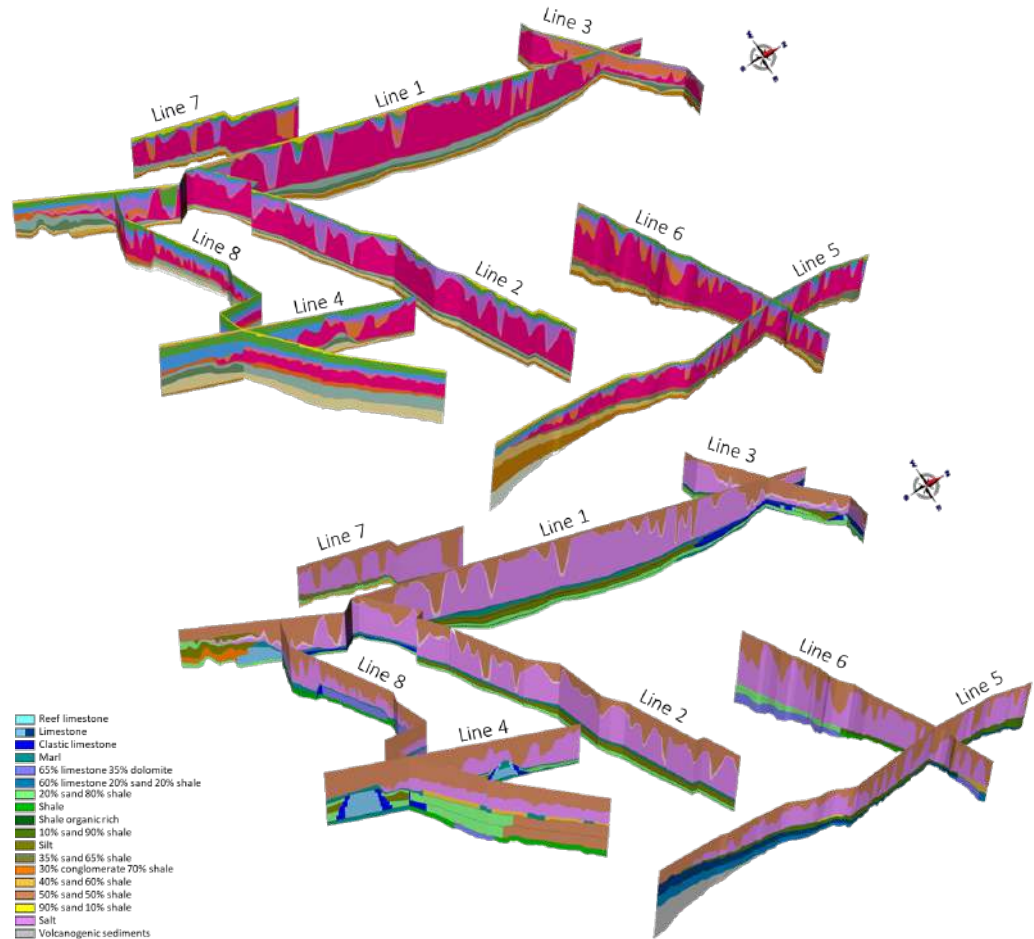 Line 3
Line 1
Line 7
Line 6
Line 8
Line 5
Line 4
Line 2
Line 3
Line 1
Line 7
Line 6
Line 8
Line 5
Line 2
Line 4
Reef limestone
Limestone
Clastic limestone
Marl
65% limestone 35% dolomite
60% limestone 20% sand 20% shale
20% sand 80% shale
Shale
Shale organic rich
10% sand 90% shale
Silt
35% sand 65% shale
30% conglomerate 70% shale
40% sand 60% shale
50% sand 50% shale
90% sand 10% shale
Salt
Volcanogenic sediments